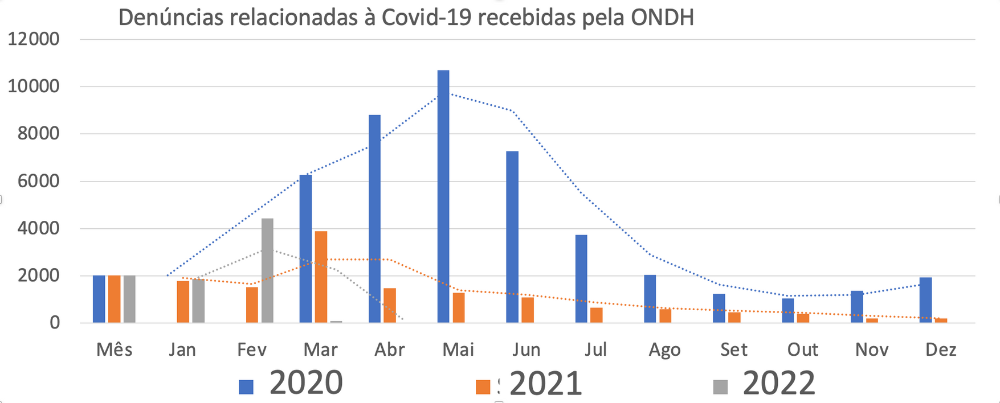 Denúncias relacionadas à Covid-19 recebidas pela ONDH
12000
10000
8000
6000
4000
2000
0
Mês Jan Fev Mar Abr Mai Jun Jul Ago Set Out Nov Dez
2020 2021 2022